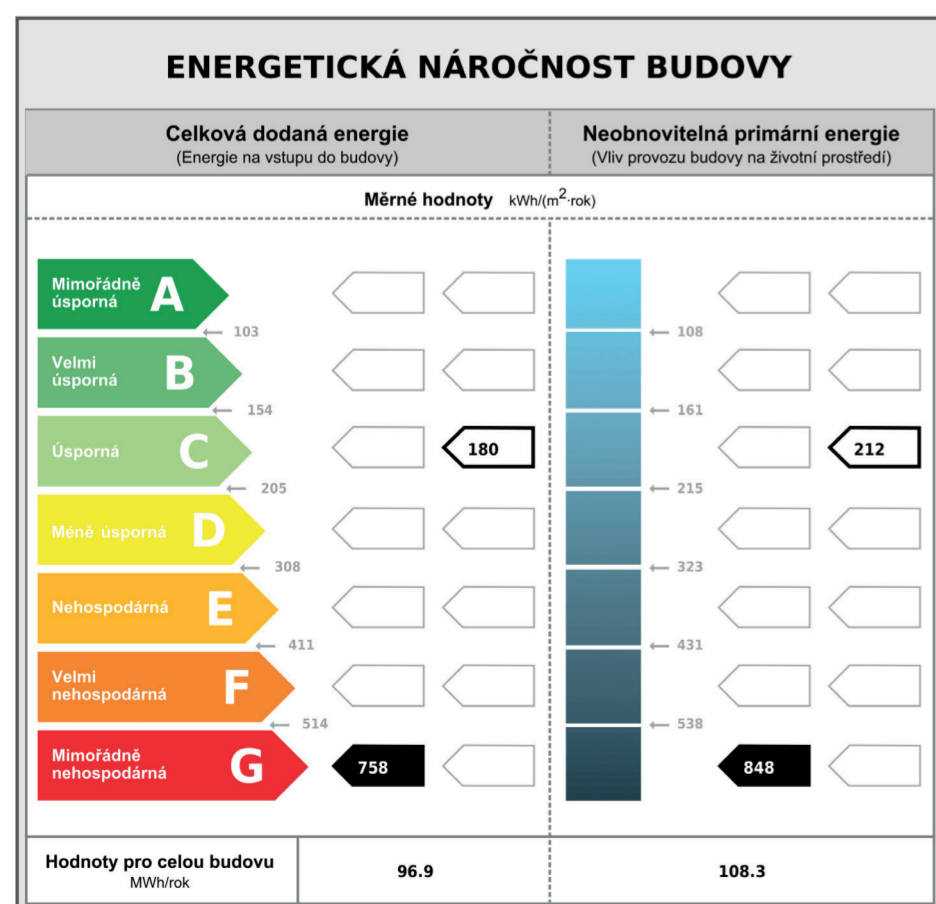 ENERGETICKÁ NÁROČNOST BUDOVY
Celková dodaná energie
(Energie na vstupu do budovy)
Neobnovitelná primární energie
(Vliv provozu budovy na životní prostředí)
Měrné hodnoty kWh/(m²·rok)
Mimořádně
úsporná
A
103
108
Velmi
úsporná
B
154
161
Úsporná
C
180
212
205
215
Méně úsporná
D
308
323
Nehospodárná
E
411
431
Velmi
nehospodárná
F
514
538
Mimořádně
nehospodárná
G
758
848
Hodnoty pro celou budovu
MWh/rok
96.9
108.3